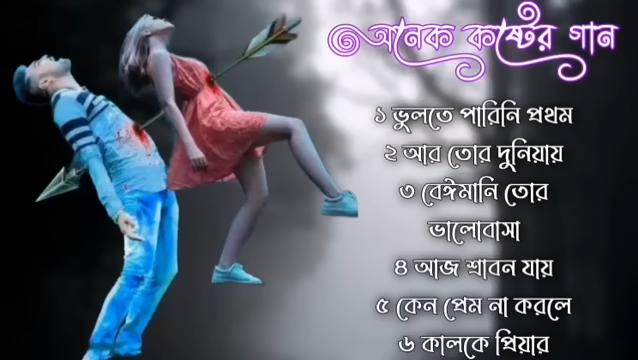 অনেক কষ্টের গান
১ ভুলতে পারিনি প্রথম
২ আর তোর দুনিয়ায়
৩ বেঈমানি তোর
ভালোবাসা
৪ আজ শ্রাবন যায়
৫ কেন প্রেম না করলে
৬ কালকে প্রিয়ার